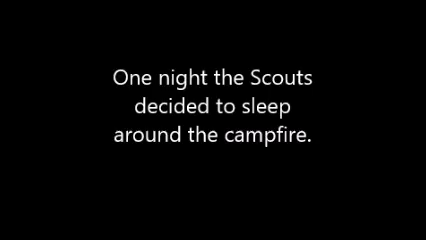 One night the Scouts
decided to sleep
around the campfire.